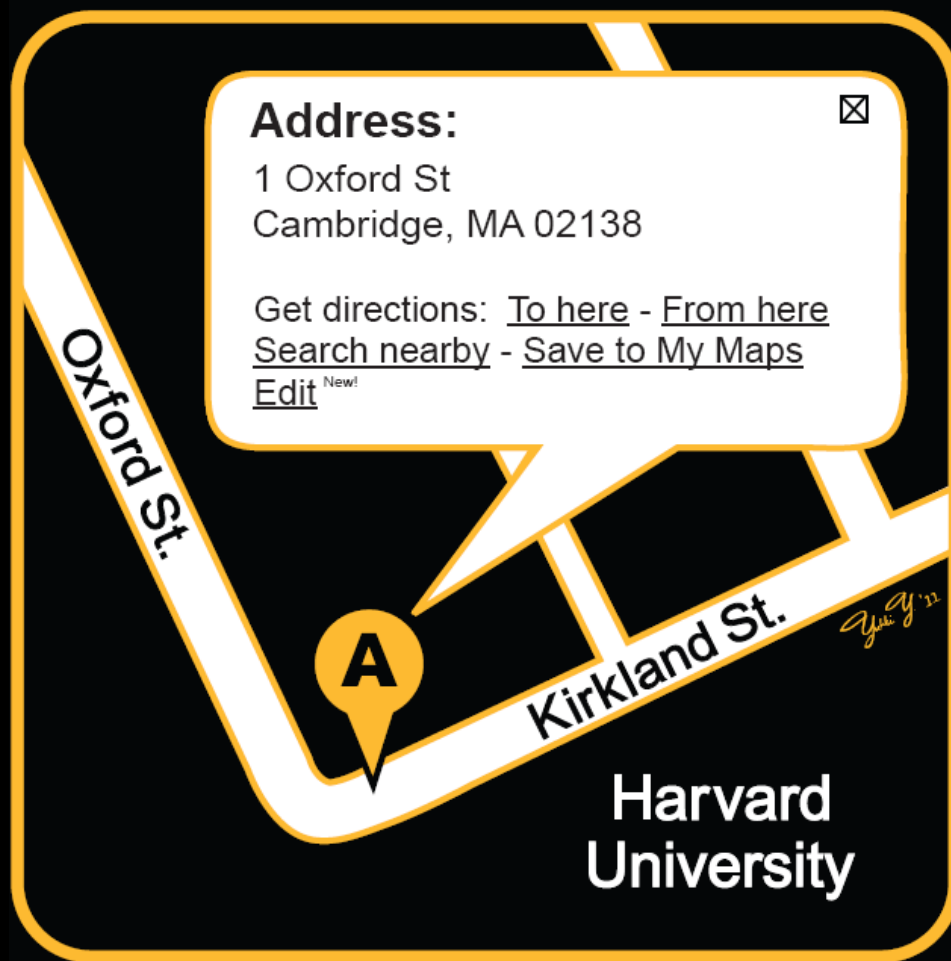 Address:
1 Oxford St
Cambridge, MA 02138
Get directions: To here - From here
Search nearby - Save to My Maps
Edit New!
Oxford St.
A
Kirkland St.
Y '11
Harvard
University